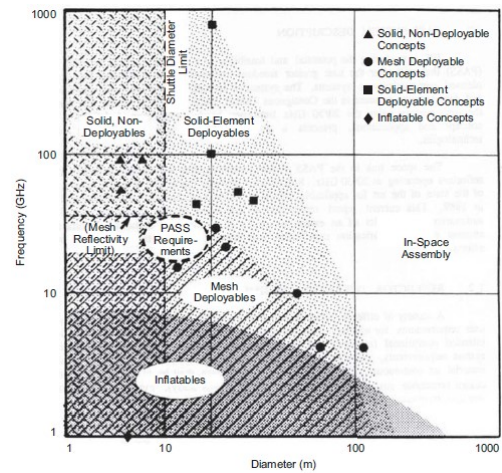 1000
100
10
1
Frequency (GHz)
Shuttle Diameter
Limit
Solid, Non-Deployable
Concepts
Mesh Deployable
Concepts
Solid-Element
Deployable Concepts
Inflatable Concepts
Solid, Non-
Deployables
Solid-Element
Deployables
(Mesh
Reflectivity
Limit)
PASS
Require-
ments
In-Space
Assembly
Mesh
Deployables
Inflatables
1
10
100
1000
Diameter (m)